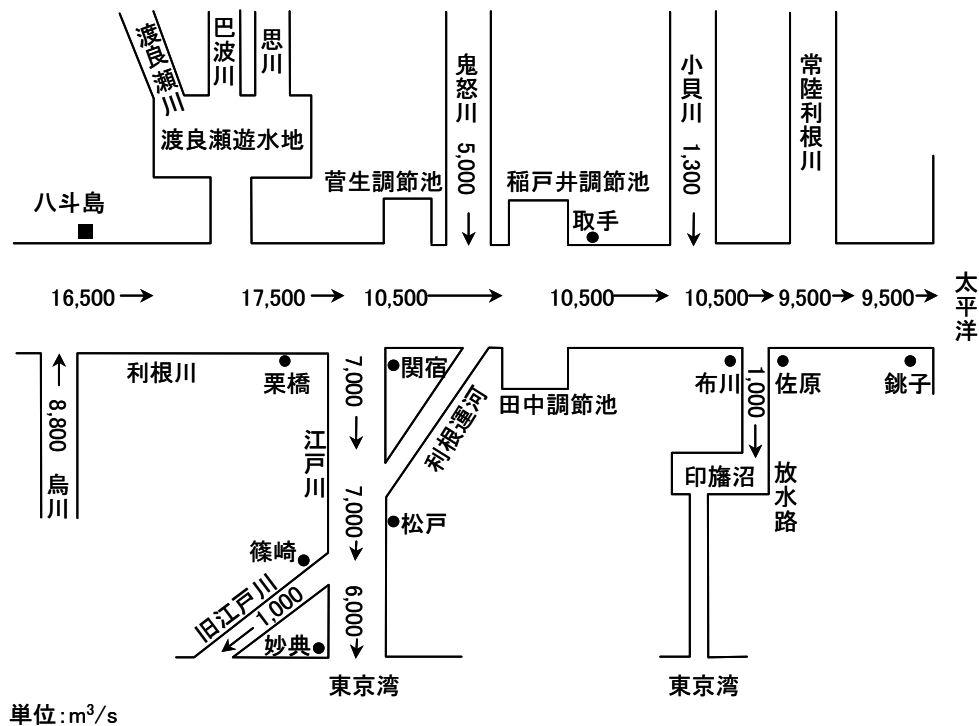 渡良瀬川
巴波川
思川
鬼怒川
5,000
小貝川
1,300
常陸利根川
渡良瀬遊水地
菅生調節池
稲戸井調節池
八斗島
取手
16,500
17,500
10,500
10,500
10,500
9,500
9,500
太平洋
利根川
栗橋
7,000
関宿
布川
1,000
佐原
銚子
8,800
烏川
江戸川
利根運河
田中調節池
印旛沼
放水路
7,000
松戸
篠崎
旧江戸川
1,000
6,000
妙典
東京湾
東京湾
単位:m³/s